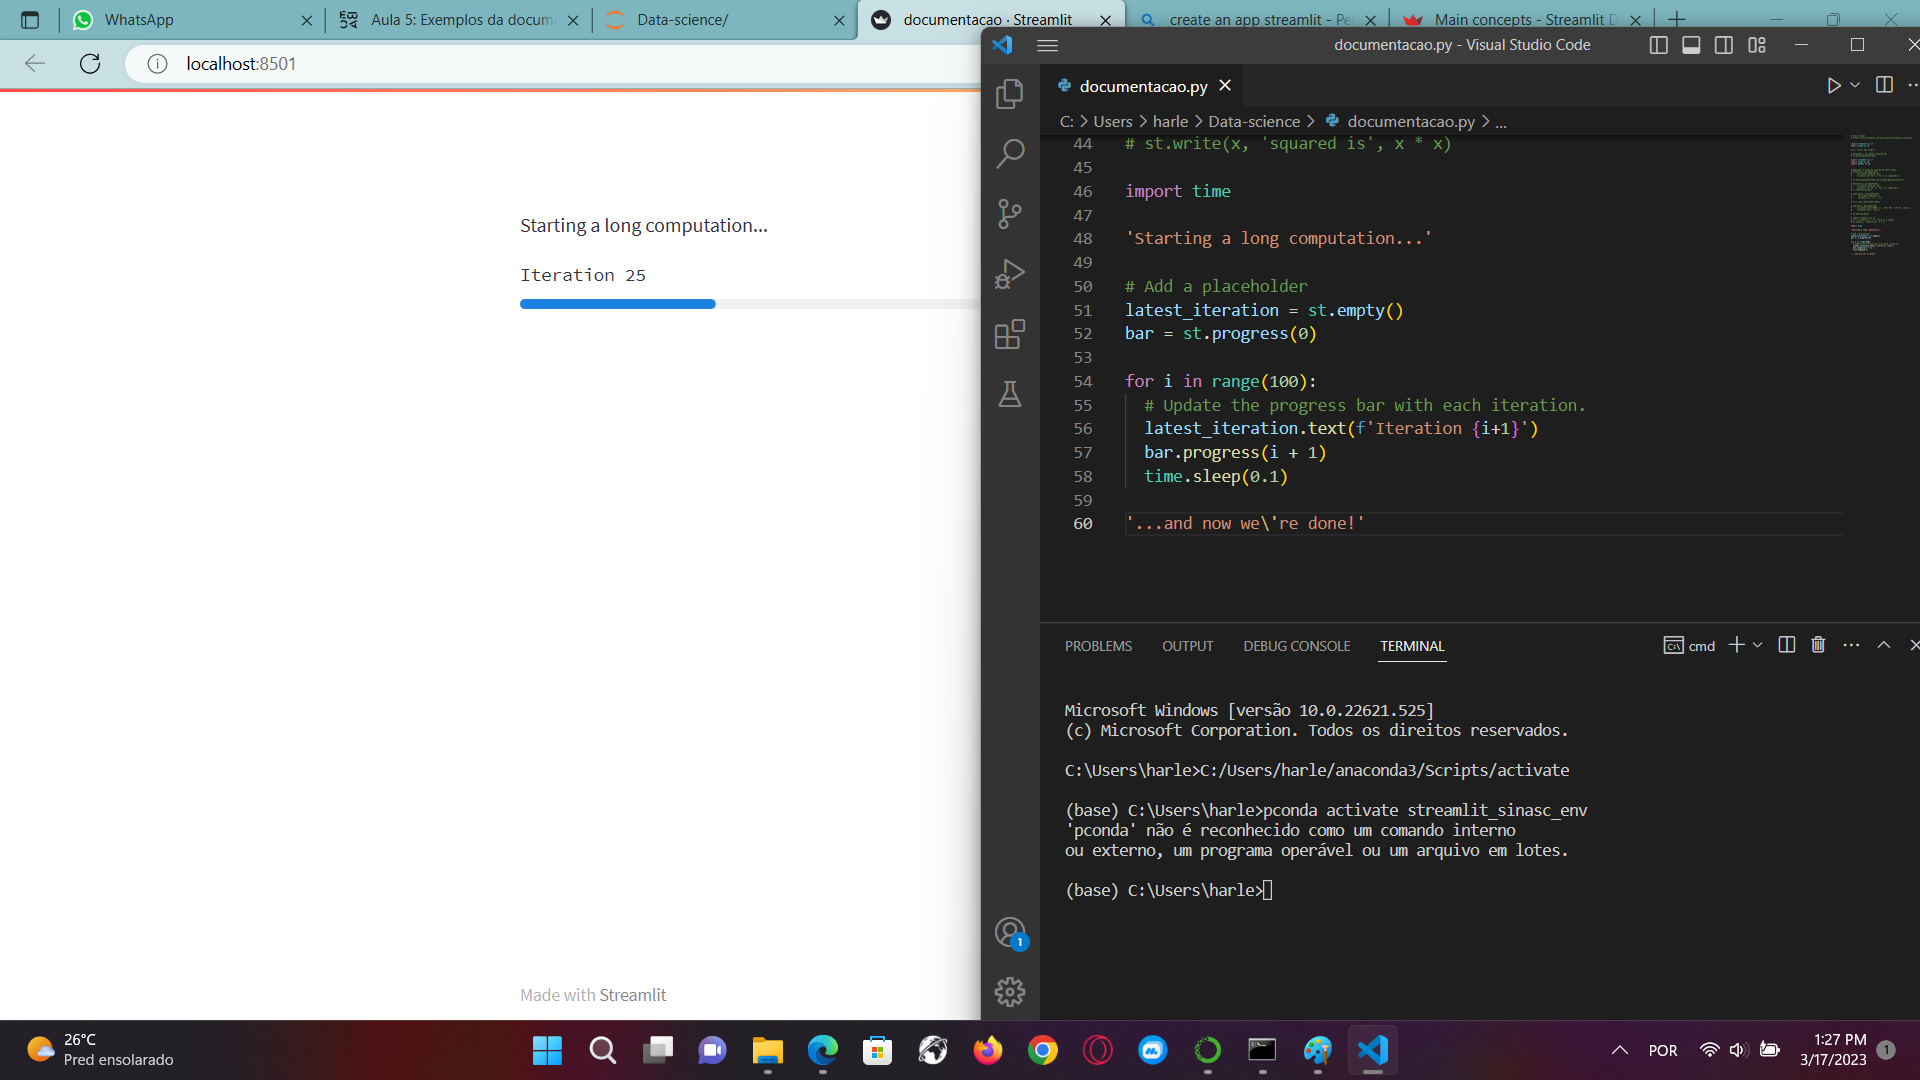 WhatsApp
Aula 5: Exemplos da docum
Data-science/
documentacao · Streamlit
create an app streamlit - Pe
Main concepts - Streamlit D
localhost:8501
Starting a long computation...
Iteration 25
Made with Streamlit
documentacao.py - Visual Studio Code
documentacao.py
C: > Users > harle > Data-science > documentacao.py > ...
44 # st.write(x, 'squared is', x * x)
45
46 import time
47
48 'Starting a long computation...'
49
50 # Add a placeholder
51 latest_iteration = st.empty()
52 bar = st.progress(0)
53
54 for i in range(100):
55 # Update the progress bar with each iteration.
56 latest_iteration.text(f'Iteration {i+1}')
57 bar.progress(i + 1)
58 time.sleep(0.1)
59
60 '...and now we\'re done!'
PROBLEMS OUTPUT DEBUG CONSOLE TERMINAL
cmd
Microsoft Windows [versão 10.0.22621.525]
(c) Microsoft Corporation. Todos os direitos reservados.
C:\Users\harle>C:/Users/harle/anaconda3/Scripts/activate
(base) C:\Users\harle>pconda activate streamlit_sinasc_env
'pconda' não é reconhecido como um comando interno
ou externo, um programa operável ou um arquivo em lotes.
(base) C:\Users\harle>
1
26°C
Pred ensolarado
POR
1:27 PM
3/17/2023
1